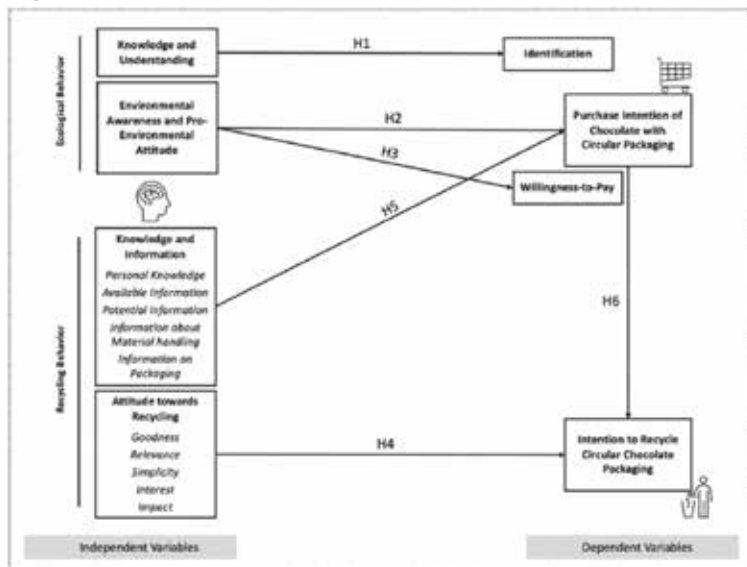 Ecological Behavior
Knowledge and
Understanding
H1
Identification
Environmental
Awareness and Pro-
Environmental
Attitude
H2
Purchase Intention of
Chocolate with
Circular Packaging
H3
Willingness-to-Pay
H5
Recycling Behavior
Knowledge and
Information
Personal Knowledge
Available Information
Potential Information
Information about
Material handling
Information on
Packaging
H6
Attitude towards
Recycling
Goodness
Relevance
Simplicity
Interest
Impact
H4
Intention to Recycle
Circular Chocolate
Packaging
Independent Variables
Dependent Variables